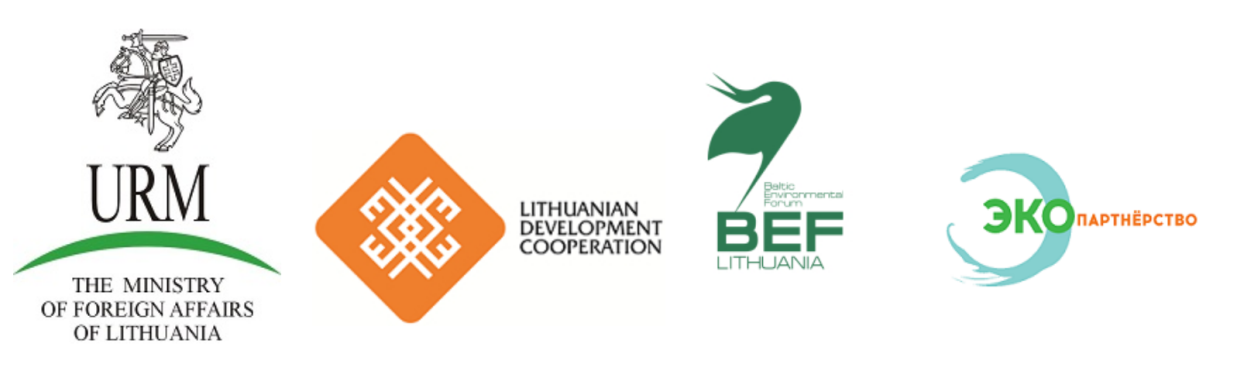 URM
THE MINISTRY
OF FOREIGN AFFAIRS
OF LITHUANIA
LITHUANIAN
DEVELOPMENT
COOPERATION
Baltic
Environmental
Forum
BEF
LITHUANIA
ЭКОПАРТНЁРСТВО